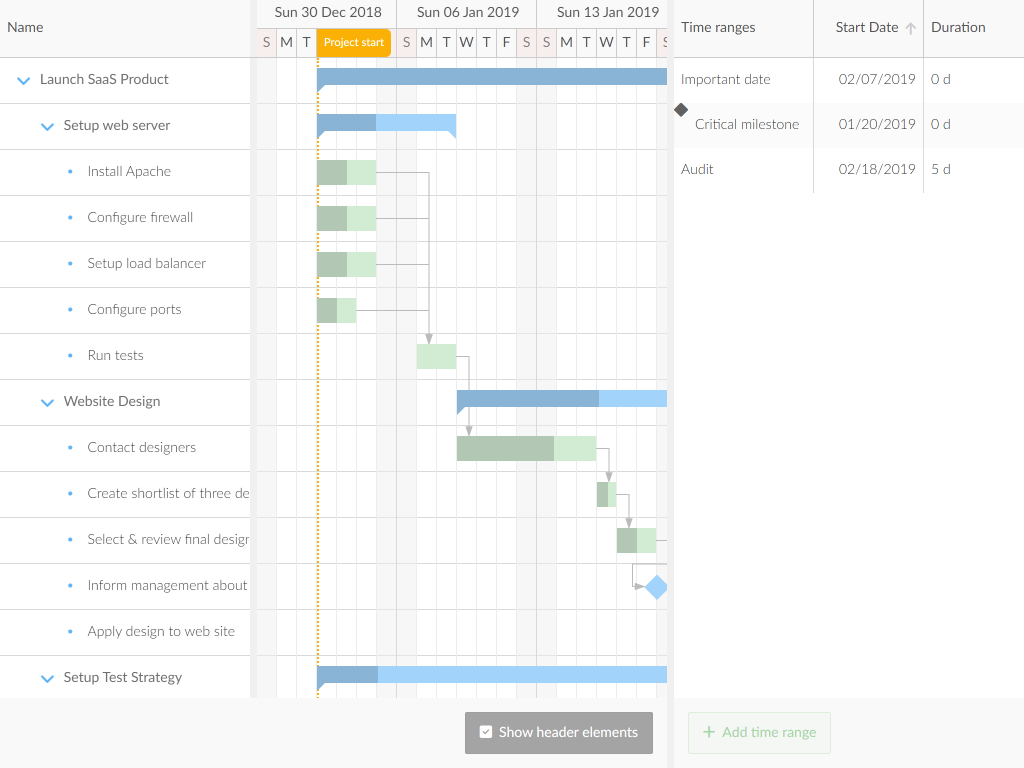 Name
Sun 30 Dec 2018 Sun 06 Jan 2019 Sun 13 Jan 2019
S M T Project start S M T W T F S S M T W T F S
Time ranges Start Date Duration
Launch SaaS Product
Setup web server
Install Apache
Configure firewall
Setup load balancer
Configure ports
Run tests
Website Design
Contact designers
Create shortlist of three de
Select & review final design
Inform management about
Apply design to web site
Setup Test Strategy
Important date 02/07/2019 0 d
Critical milestone 01/20/2019 0 d
Audit 02/18/2019 5 d
Show header elements
Add time range